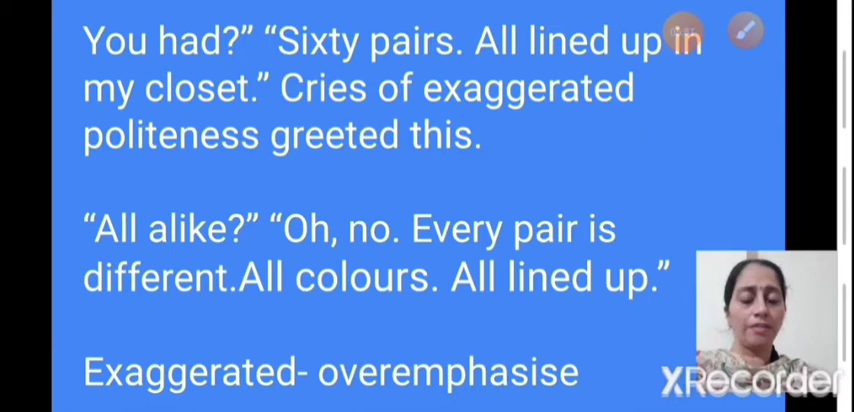 You had?” “Sixty pairs. All lined up in
my closet.” Cries of exaggerated
politeness greeted this.
“All alike?” “Oh, no. Every pair is
different.All colours. All lined up.”
Exaggerated- overemphasise
XRecorder